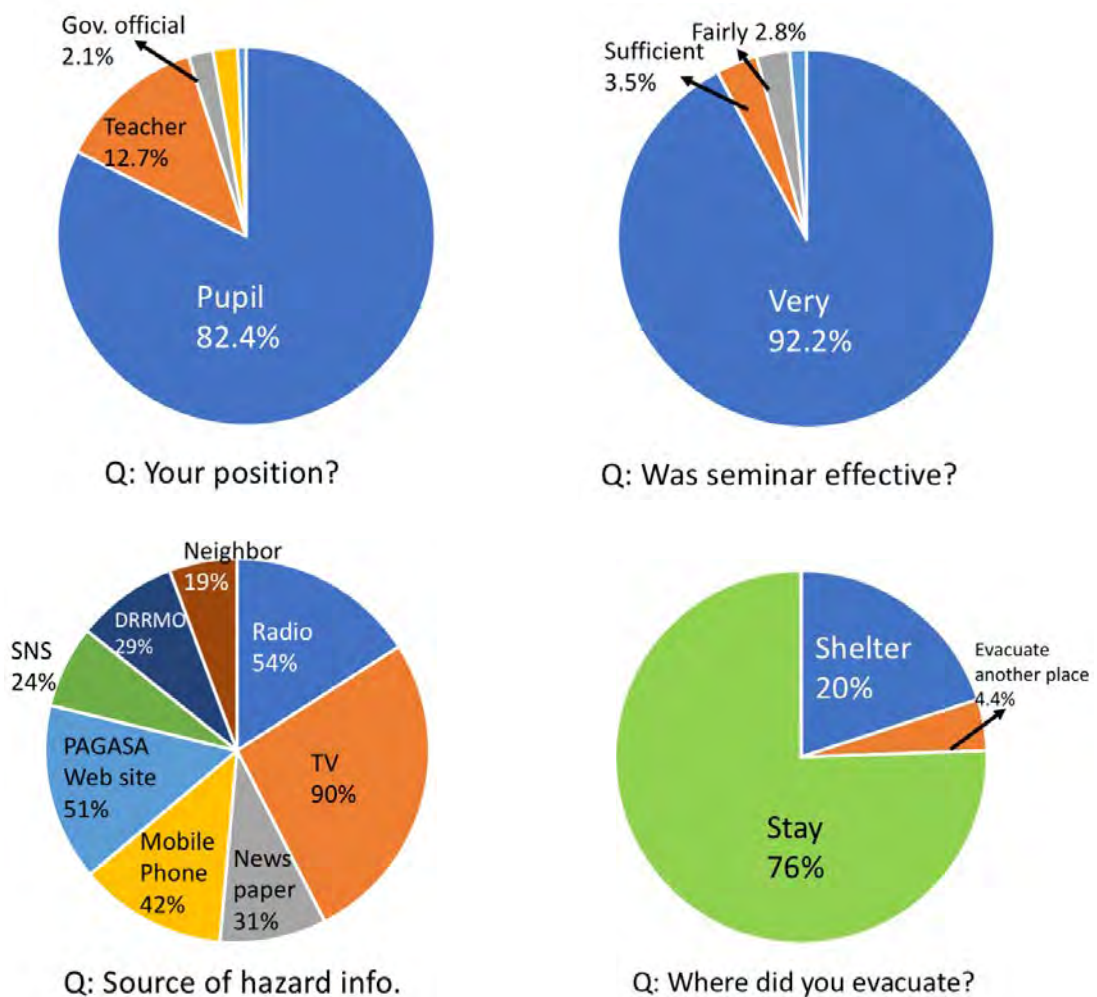 Gov. official
2.1%
Teacher
12.7%
Pupil
82.4%
Q: Your position?
Fairly 2.8%
Sufficient
3.5%
Very
92.2%
Q: Was seminar effective?
Neighbor
19%
DRRMO
29%
SNS
24%
Radio
54%
PAGASA
Web site
51%
TV
90%
Mobile
Phone
42%
News
paper
31%
Q: Source of hazard info.
Shelter
20%
Evacuate
another place
4.4%
Stay
76%
Q: Where did you evacuate?